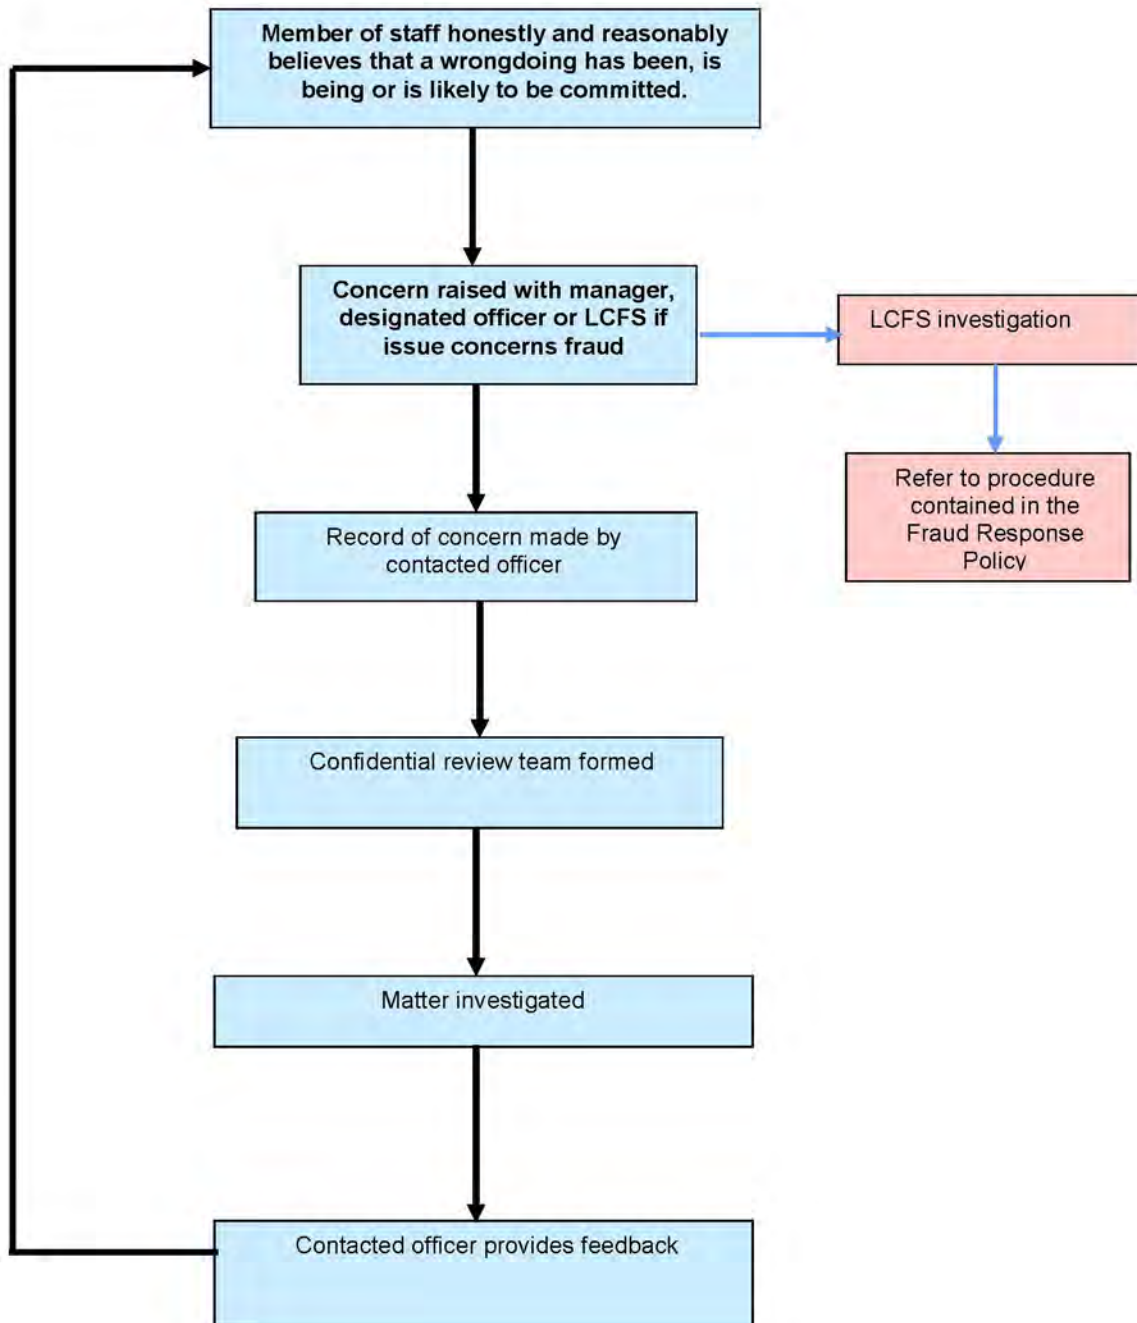 Member of staff honestly and reasonably
believes that a wrongdoing has been, is
being or is likely to be committed.
Concern raised with manager,
designated officer or LCFS if
issue concerns fraud
LCFS investigation
Refer to procedure
contained in the
Fraud Response
Policy
Record of concern made by
contacted officer
Confidential review team formed
Matter investigated
Contacted officer provides feedback